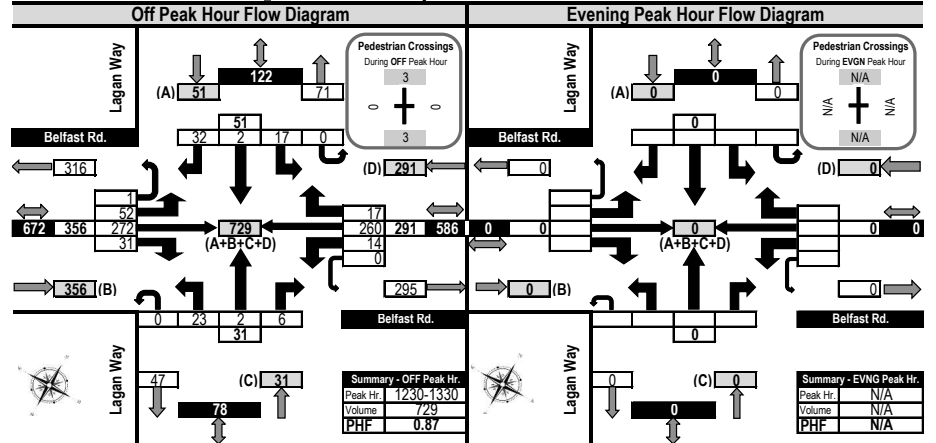 Off Peak Hour Flow Diagram
Lagan Way
122
(A) 51
71
Pedestrian Crossings
During OFF Peak Hour
3
0
0
3
51
32 2 17 0
Belfast Rd.
316
(D) 291
1
52
672 356 272
31
729
(A+B+C+D)
17
260 291 586
14
0
356 (B)
295
0 23 2 6
31
Belfast Rd.
Lagan Way
47
(C) 31
78
Summary - OFF Peak Hr.
Peak Hr. 1230-1330
Volume 729
PHF 0.87
Evening Peak Hour Flow Diagram
Lagan Way
0
(A) 0
0
Pedestrian Crossings
During EVGN Peak Hour
N/A
N/A
N/A
N/A
0
Belfast Rd.
0
(D) 0
0 0
0
(A+B+C+D)
0 0
0 (B)
0
0
Belfast Rd.
Lagan Way
0
(C) 0
0
Summary - EVNG Peak Hr.
Peak Hr. N/A
Volume N/A
PHF N/A